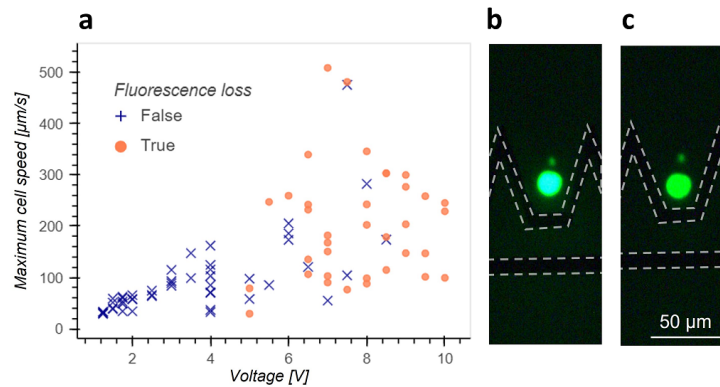 a
b
c
Maximum cell speed [μm/s]
500
400
300
200
100
0
Fluorescence loss
False
True
2
4
6
8
10
Voltage [V]
50 μm